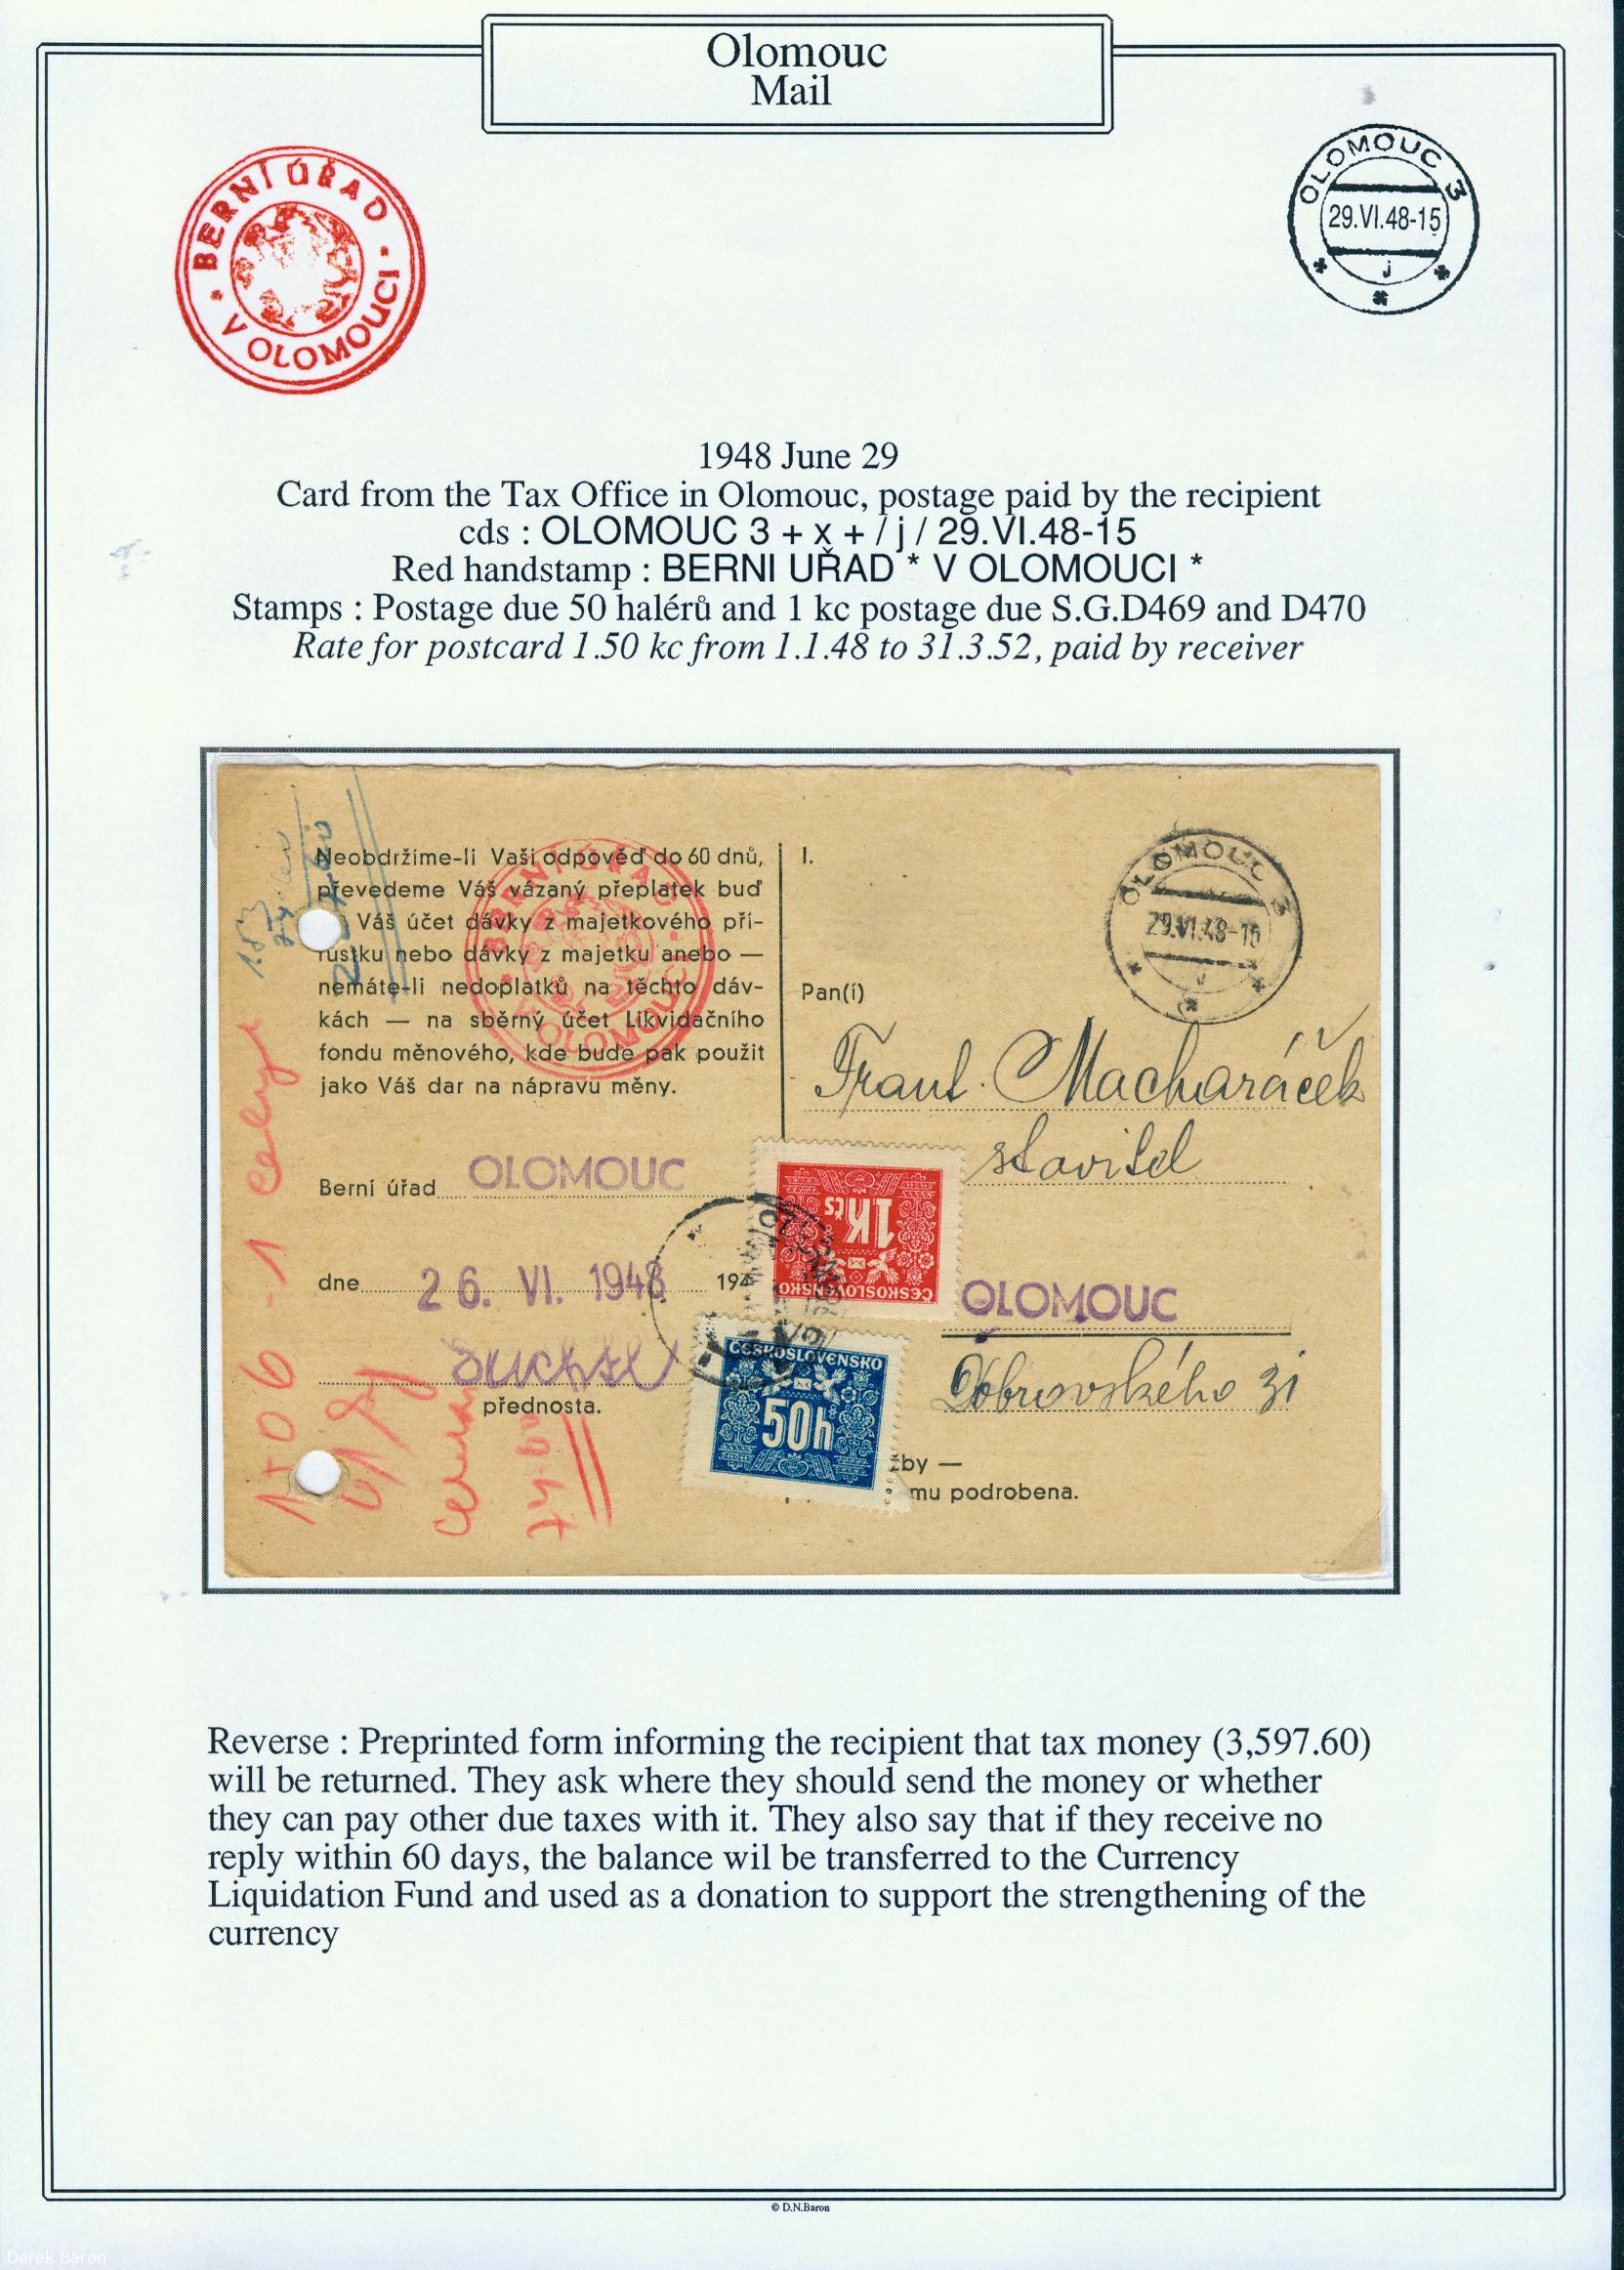 Olomouc
Mail
BERNÍ ÚŘAD
V OLOMOUCI
OLOMOUC 3
29.VI.48-15
j
1948 June 29
Card from the Tax Office in Olomouc, postage paid by the recipient
cds : OLOMOUC 3 + x + / j / 29.VI.48-15
Red handstamp : BERNI UŘAD * V OLOMOUCI *
Stamps : Postage due 50 halérů and 1 kc postage due S.G.D469 and D470
Rate for postcard 1.50 kc from 1.1.48 to 31.3.52, paid by receiver
Neobdržíme-li Vaši odpověď do 60 dnů,
převedeme Váš vázaný přeplatek buď
Váš účet dávky z majetkového pří-
růstku nebo dávky z majetku anebo —
nemáte-li nedoplatků na těchto dáv-
kách — na sběrný účet Likvidačního
fondu měnového, kde bude pak použit
jako Váš dar na nápravu měny.
BERNÍ ÚŘAD
V OLOMOUCI
Berní úřad OLOMOUC
dne 26. VI. 1948 194
přednosta.
I.
OLOMOUC 3
29.VI.48-15
j
Pan(í)
Frant. Macharáček
stavitel
1 Kčs
ČESKOSLOVENSKO
OLOMOUC
ČESKOSLOVENSKO
50h
Dobrovského 31
žby —
mu podrobena.
Reverse : Preprinted form informing the recipient that tax money (3,597.60)
will be returned. They ask where they should send the money or whether
they can pay other due taxes with it. They also say that if they receive no
reply within 60 days, the balance wil be transferred to the Currency
Liquidation Fund and used as a donation to support the strengthening of the
currency
© D.N.Baron
Derek Baron